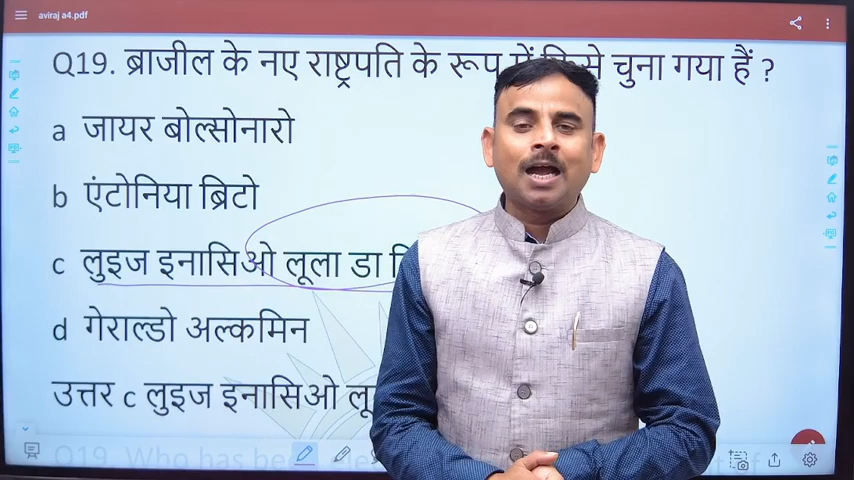 aviraj a4.pdf
Q19. ब्राजील के नए राष्ट्रपति के रूप में किसे चुना गया हैं ?
a जायर बोल्सोनारो
b एंटोनिया ब्रिटो
c लुइज इनासिओ लूला डा
d गेराल्डो अल्कमिन
उत्तर c लुइज इनासिओ
Q19. Who has been